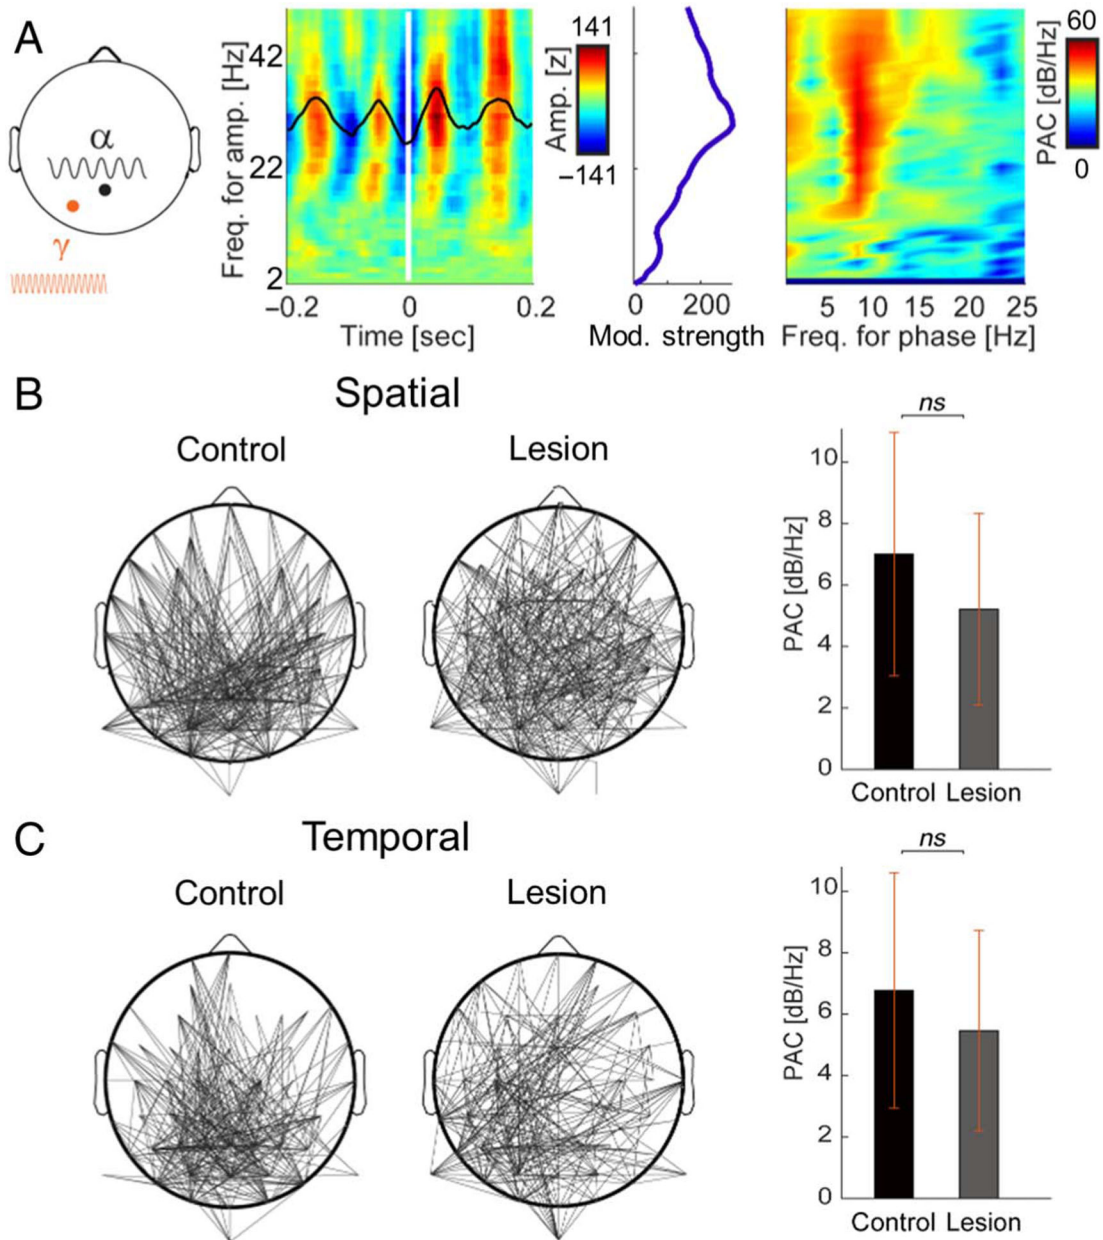 A
α
γ
Freq. for amp. [Hz]
42
22
2
−0.2 0 0.2
Time [sec]
141
Amp. [z]
−141
0 200
Mod. strength
5 10 15 20 25
Freq. for phase [Hz]
60
PAC [dB/Hz]
0
B
Spatial
Control
Lesion
ns
PAC [dB/Hz]
10
8
6
4
2
0
Control Lesion
C
Temporal
Control
Lesion
ns
PAC [dB/Hz]
10
8
6
4
2
0
Control Lesion